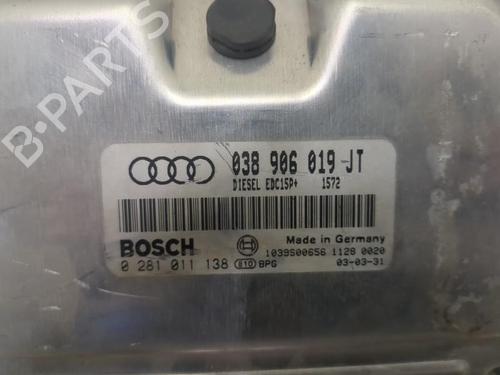 B-PARTS
038 906 019 JT
DIESEL EDC15P+ 1572
BOSCH
Made in Germany
1039S00656 1128 0020
0 281 011 138 e10 BPG 03-03-31